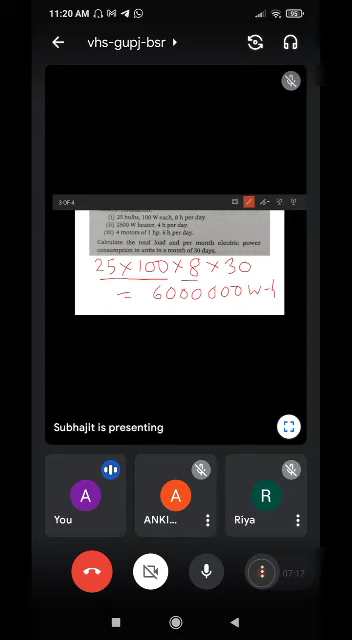 11:20 AM
95
vhs-gupj-bsr
3 OF 4
(i) 25 bulbs, 100 W each, 8 h per day.
(ii) 2500 W heater, 4 h per day.
(iii) 4 motors of 1 hp, 6 h per day.
Calculate the total load and per month electric power
consumption in units in a month of 30 days.
25 × 100 × 8 × 30
= 6000000 W-h
Subhajit is presenting
A
You
A
ANKI...
R
Riya
07:12